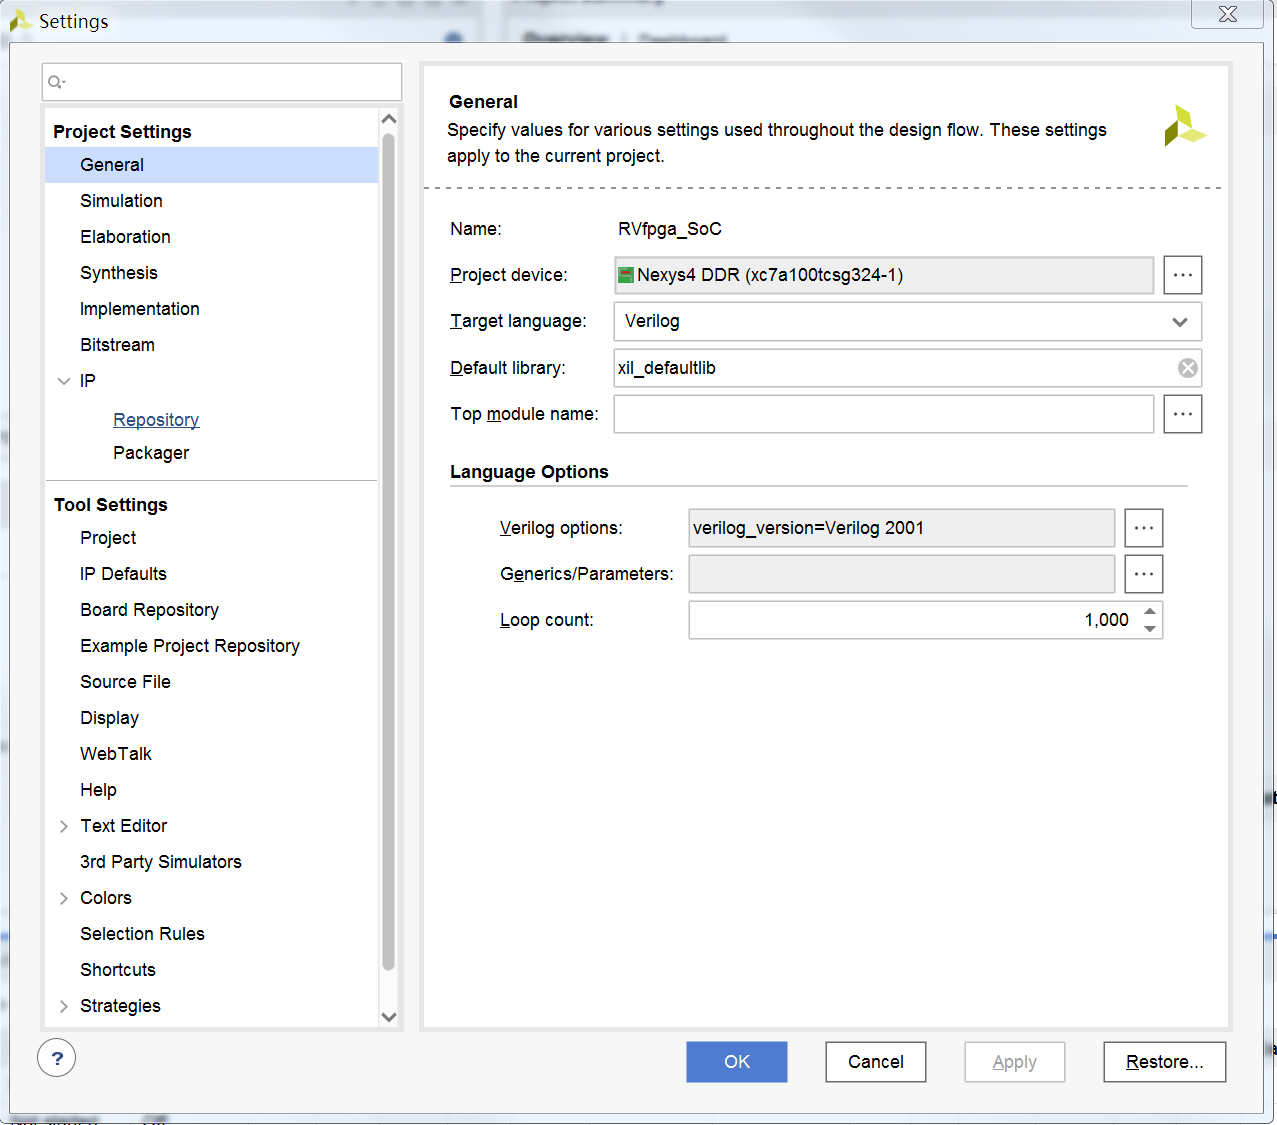 Settings
Project Settings
General
Simulation
Elaboration
Synthesis
Implementation
Bitstream
IP
Repository
Packager
Tool Settings
Project
IP Defaults
Board Repository
Example Project Repository
Source File
Display
WebTalk
Help
Text Editor
3rd Party Simulators
Colors
Selection Rules
Shortcuts
Strategies
General
Specify values for various settings used throughout the design flow. These settings
apply to the current project.
Name: RVfpga_SoC
Project device: Nexys4 DDR (xc7a100tcsg324-1) ...
Target language: Verilog
Default library: xil_defaultlib
Top module name: ...
Language Options
Verilog options: verilog_version=Verilog 2001 ...
Generics/Parameters: ...
Loop count: 1,000
? OK Cancel Apply Restore...